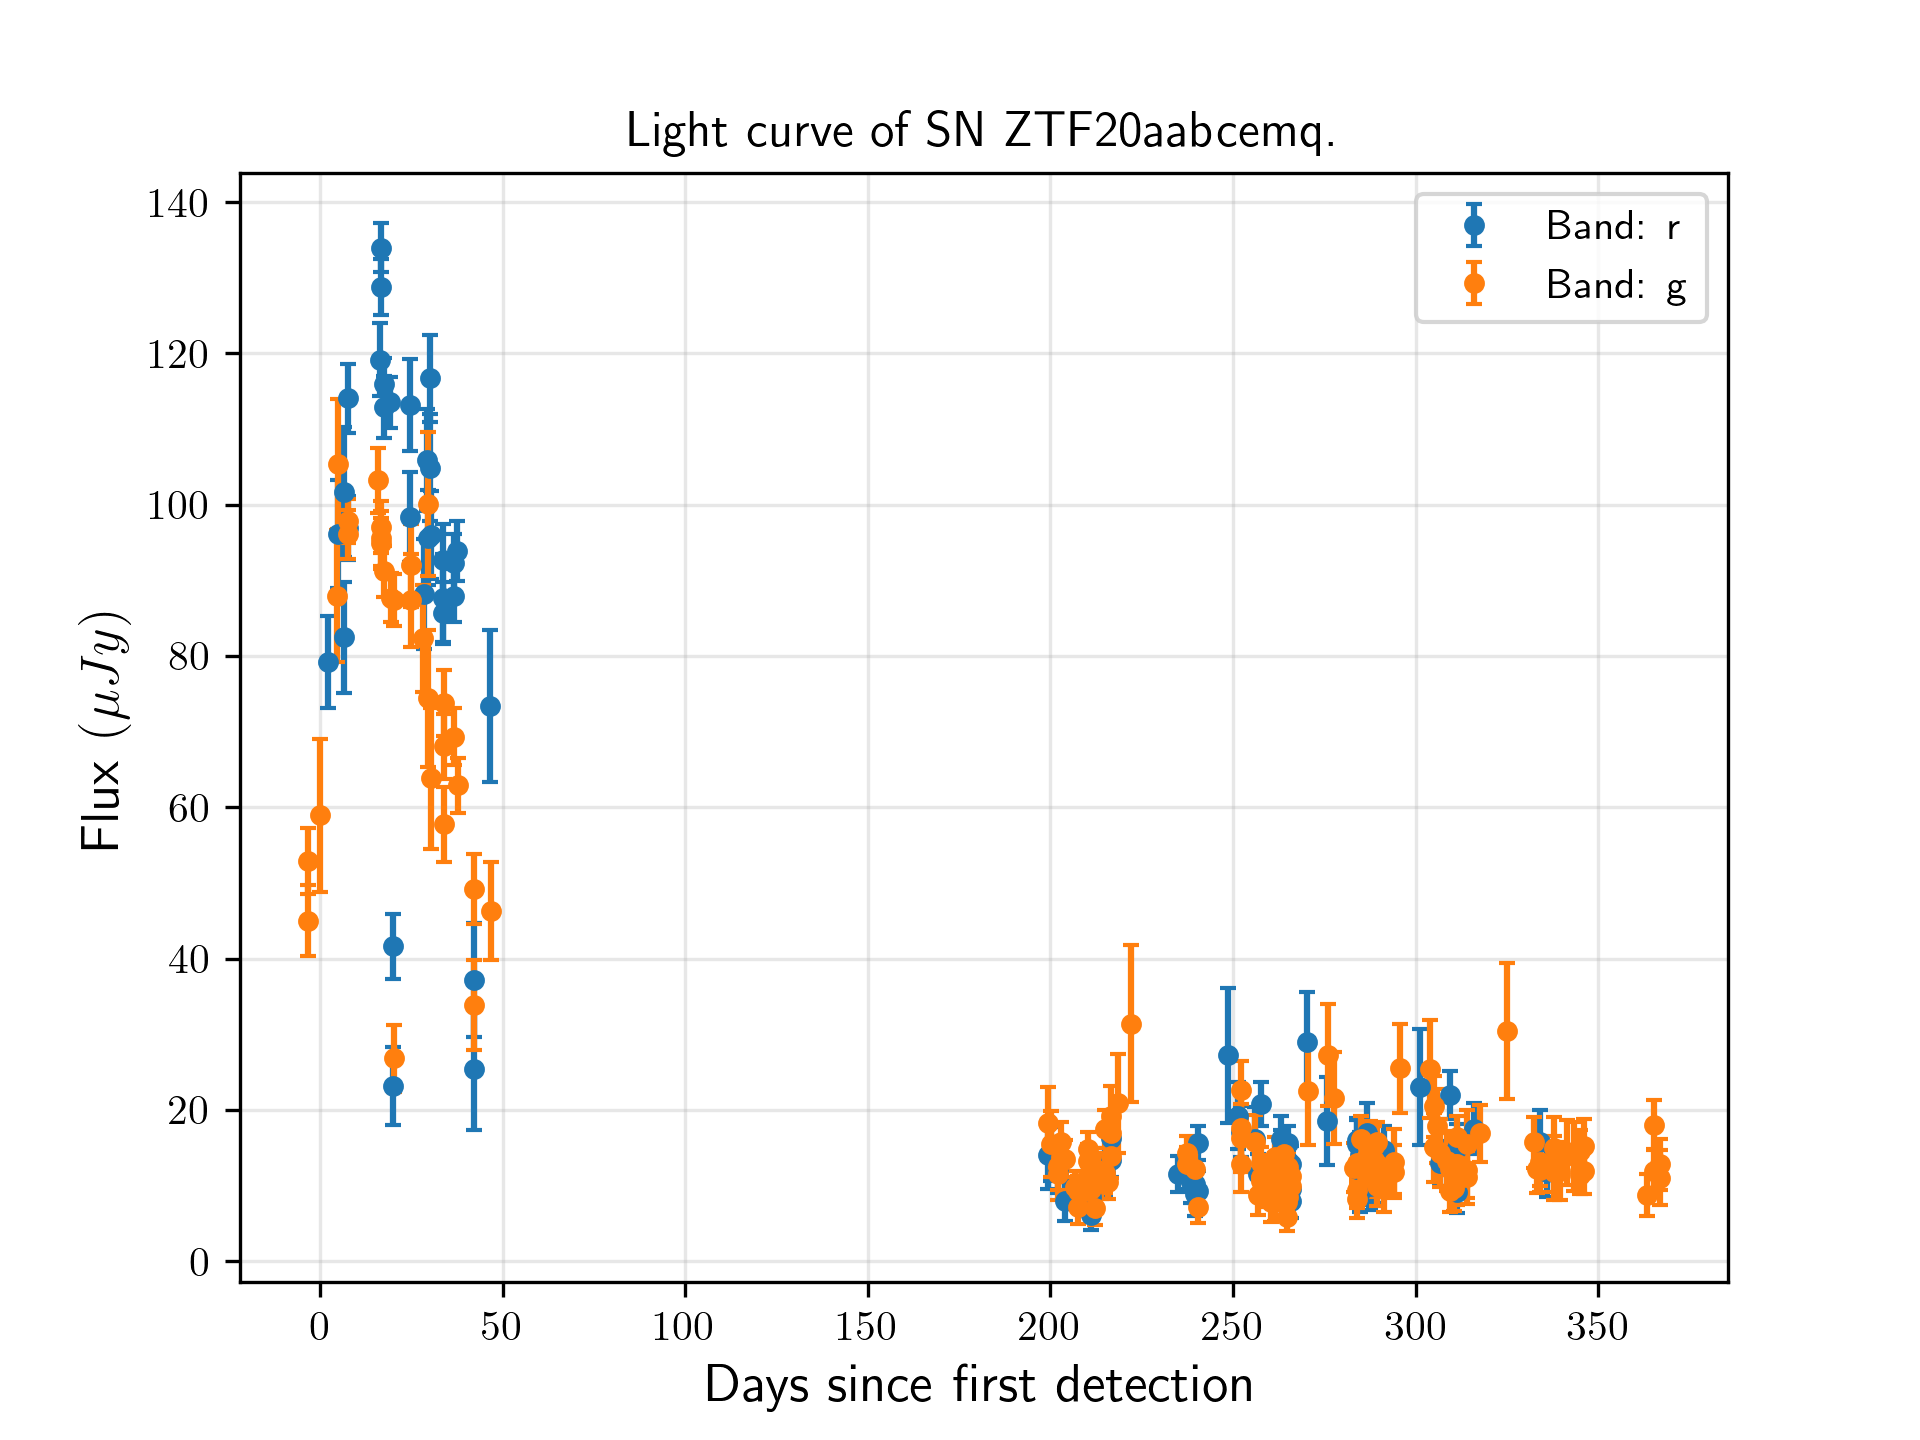 Light curve of SN ZTF20aabcemq.
140
120
100
80
60
40
20
0
Flux (μJy)
Band: r
Band: g
0 50 100 150 200 250 300 350
Days since first detection